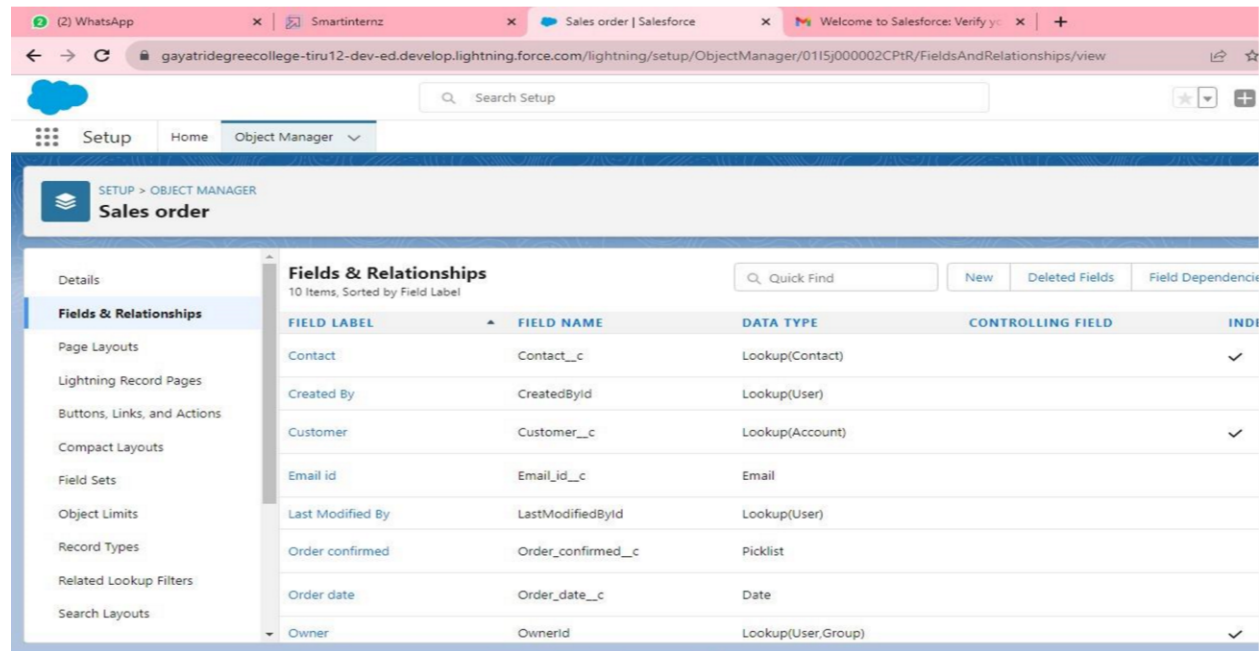 (2) WhatsApp
Smartinternz
Sales order | Salesforce
Welcome to Salesforce: Verify yo
gayatridegreecollege-tiru12-dev-ed.develop.lightning.force.com/lightning/setup/ObjectManager/01I5j000002CPtR/FieldsAndRelationships/view
Search Setup
Setup Home Object Manager
SETUP > OBJECT MANAGER
Sales order
Details
Fields & Relationships
Page Layouts
Lightning Record Pages
Buttons, Links, and Actions
Compact Layouts
Field Sets
Object Limits
Record Types
Related Lookup Filters
Search Layouts
Fields & Relationships
10 Items, Sorted by Field Label
Quick Find New Deleted Fields Field Dependencie
FIELD LABEL FIELD NAME DATA TYPE CONTROLLING FIELD INDE
Contact Contact__c Lookup(Contact)
Created By CreatedById Lookup(User)
Customer Customer__c Lookup(Account)
Email id Email_id__c Email
Last Modified By LastModifiedById Lookup(User)
Order confirmed Order_confirmed__c Picklist
Order date Order_date__c Date
Owner OwnerId Lookup(User,Group)